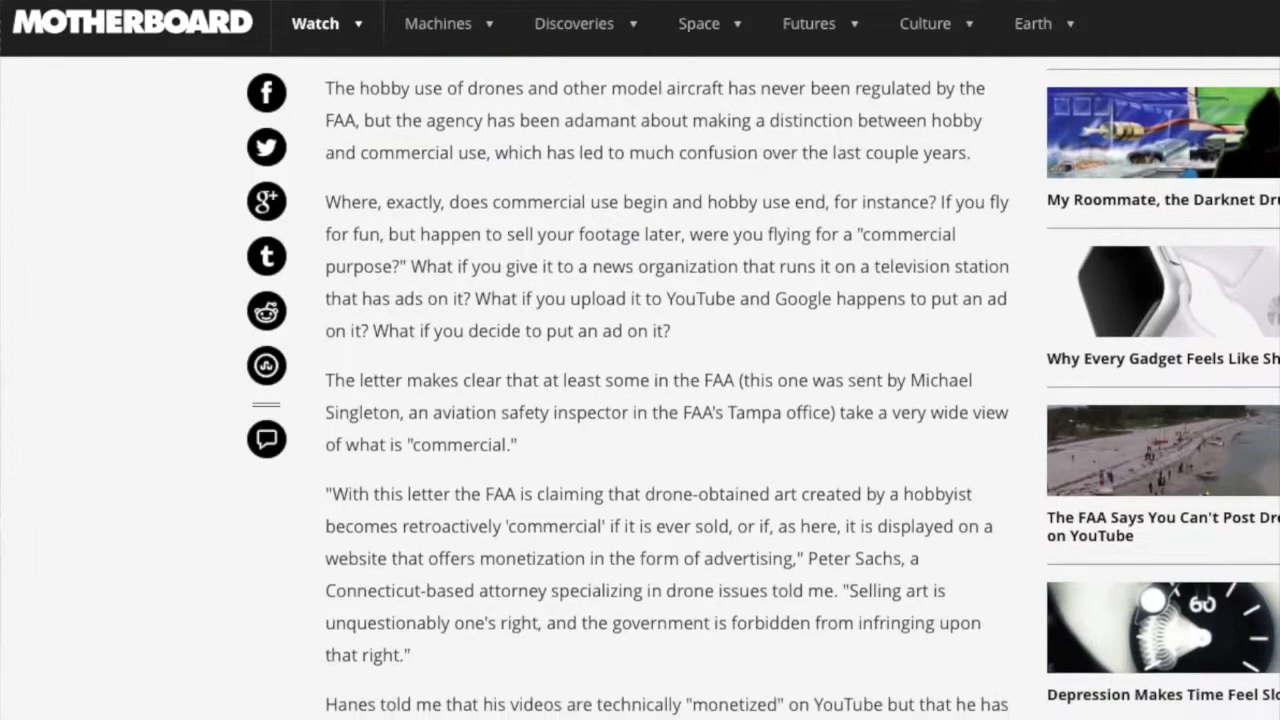 MOTHERBOARD
Watch
Machines
Discoveries
Space
Futures
Culture
Earth
The hobby use of drones and other model aircraft has never been regulated by the
FAA, but the agency has been adamant about making a distinction between hobby
and commercial use, which has led to much confusion over the last couple years.
Where, exactly, does commercial use begin and hobby use end, for instance? If you fly
for fun, but happen to sell your footage later, were you flying for a "commercial
purpose?" What if you give it to a news organization that runs it on a television station
that has ads on it? What if you upload it to YouTube and Google happens to put an ad
on it? What if you decide to put an ad on it?
The letter makes clear that at least some in the FAA (this one was sent by Michael
Singleton, an aviation safety inspector in the FAA's Tampa office) take a very wide view
of what is "commercial."
"With this letter the FAA is claiming that drone-obtained art created by a hobbyist
becomes retroactively 'commercial' if it is ever sold, or if, as here, it is displayed on a
website that offers monetization in the form of advertising," Peter Sachs, a
Connecticut-based attorney specializing in drone issues told me. "Selling art is
unquestionably one's right, and the government is forbidden from infringing upon
that right."
Hanes told me that his videos are technically "monetized" on YouTube but that he has
My Roommate, the Darknet Dru
Why Every Gadget Feels Like Sh
The FAA Says You Can't Post Dro
on YouTube
60
Depression Makes Time Feel Slo